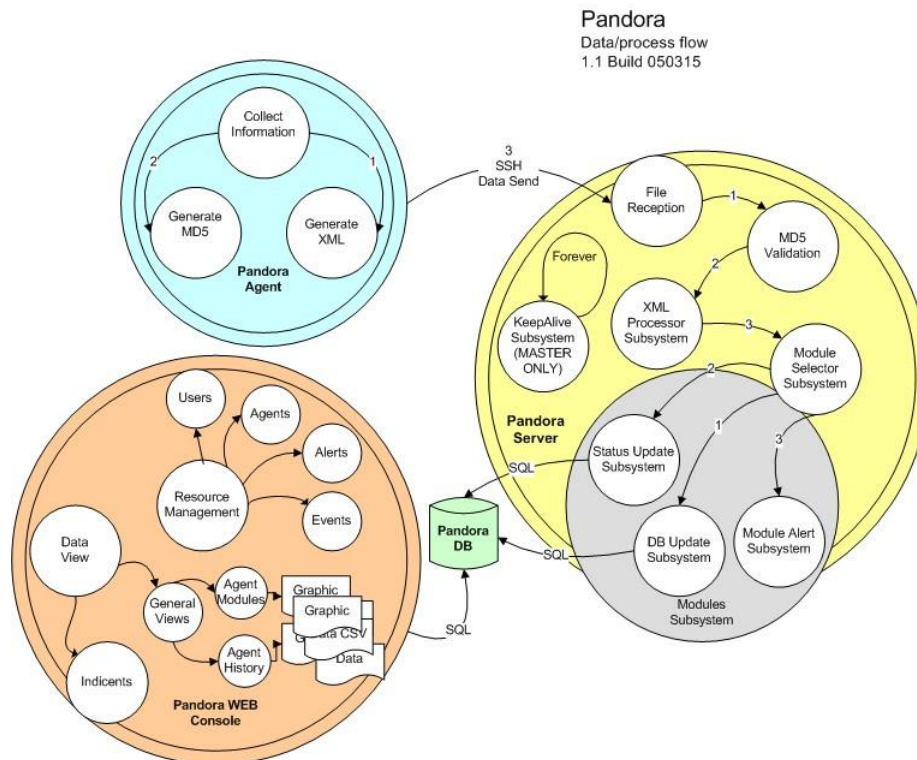 Pandora
Data/process flow
1.1 Build 050315
Collect
Information
2
1
Generate
MD5
Generate
XML
Pandora
Agent
3
SSH
Data Send
File
Reception
1
MD5
Validation
2
Forever
KeepAlive
Subsystem
(MASTER
ONLY)
XML
Processor
Subsystem
3
Module
Selector
Subsystem
2
1
3
Pandora
Server
Status Update
Subsystem
DB Update
Subsystem
Module Alert
Subsystem
Modules
Subsystem
SQL
SQL
SQL
Pandora
DB
Users
Agents
Alerts
Events
Resource
Management
Data
View
General
Views
Agent
Modules
Agent
History
Indicents
Graphic
Graphic
CSV
Data
Pandora WEB
Console